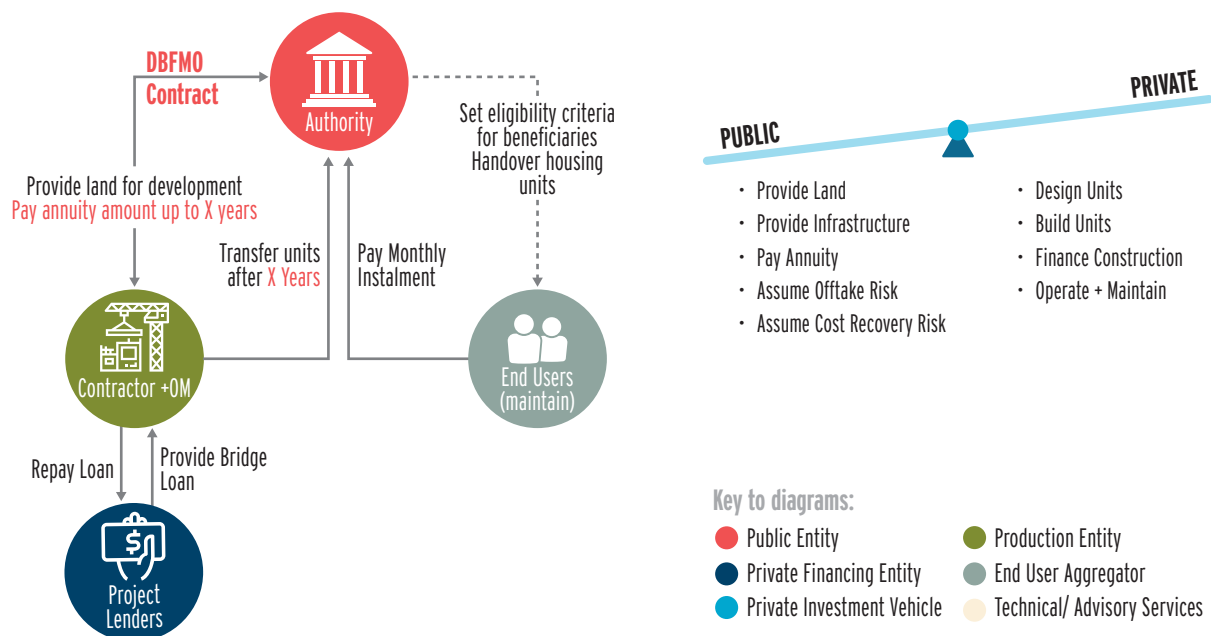 DBFMO
Contract
Authority
Set eligibility criteria
for beneficiaries
Handover housing
units
Provide land for development
Pay annuity amount up to X years
Transfer units
after X Years
Pay Monthly
Instalment
Contractor +OM
End Users
(maintain)
Repay Loan
Provide Bridge
Loan
$
Project
Lenders
PUBLIC
PRIVATE
· Provide Land
· Provide Infrastructure
· Pay Annuity
· Assume Offtake Risk
· Assume Cost Recovery Risk
· Design Units
· Build Units
· Finance Construction
· Operate + Maintain
Key to diagrams:
Public Entity
Private Financing Entity
Private Investment Vehicle
Production Entity
End User Aggregator
Technical/ Advisory Services